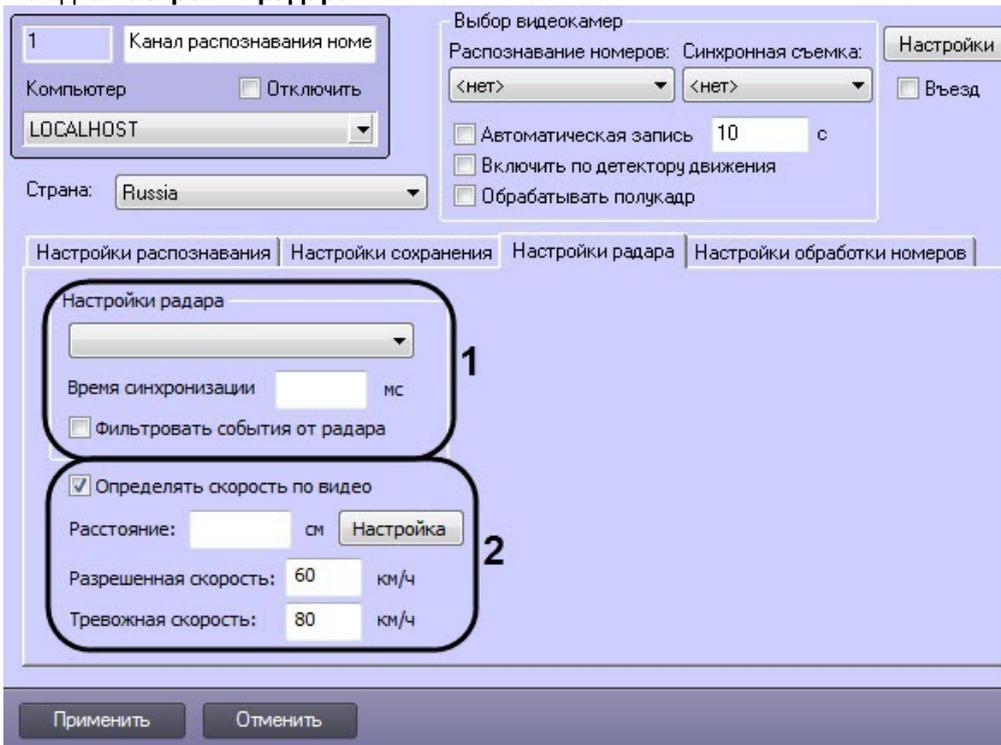 1
Канал распознавания номе
Компьютер
Отключить
LOCALHOST
Страна:
Russia
Выбор видеокамер
Распознавание номеров:
Синхронная съемка:
<нет>
<нет>
Автоматическая запись 10 с
Включить по детектору движения
Обрабатывать полукадр
Настройки
Въезд
Настройки распознавания
Настройки сохранения
Настройки радара
Настройки обработки номеров
Настройки радара
Время синхронизации мс
Фильтровать события от радара
1
Определять скорость по видео
Расстояние: см Настройка
Разрешенная скорость: 60 км/ч
Тревожная скорость: 80 км/ч
2
Применить
Отменить